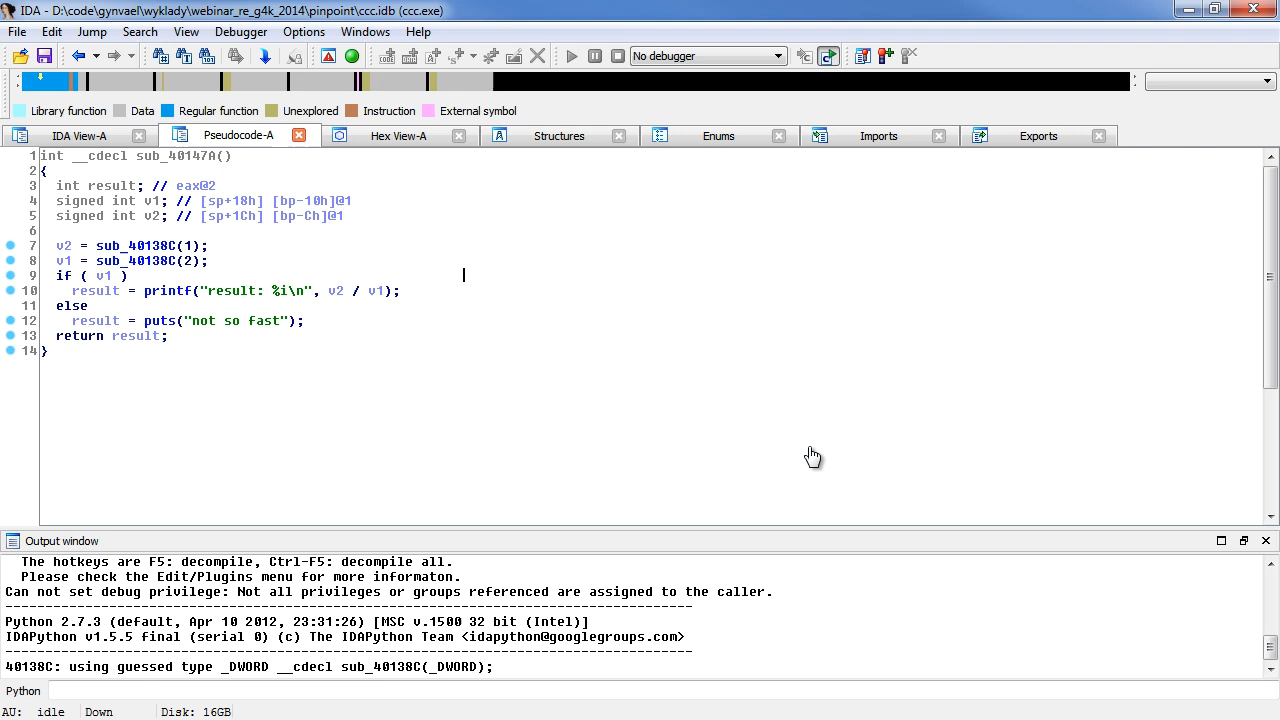 IDA - D:\code\gynvael\wyklady\webinar_re_g4k_2014\pinpoint\ccc.idb (ccc.exe)
File Edit Jump Search View Debugger Options Windows Help
No debugger
Library function Data Regular function Unexplored Instruction External symbol
IDA View-A Pseudocode-A Hex View-A Structures Enums Imports Exports
1 int __cdecl sub_40147A()
2 {
3 int result; // eax@2
4 signed int v1; // [sp+18h] [bp-10h]@1
5 signed int v2; // [sp+1Ch] [bp-Ch]@1
6
7 v2 = sub_40138C(1);
8 v1 = sub_40138C(2);
9 if ( v1 )
10 result = printf("result: %i\n", v2 / v1);
11 else
12 result = puts("not so fast");
13 return result;
14 }
Output window
The hotkeys are F5: decompile, Ctrl-F5: decompile all.
Please check the Edit/Plugins menu for more informaton.
Can not set debug privilege: Not all privileges or groups referenced are assigned to the caller.
---------------------------------------------------------------------------------------
Python 2.7.3 (default, Apr 10 2012, 23:31:26) [MSC v.1500 32 bit (Intel)]
IDAPython v1.5.5 final (serial 0) (c) The IDAPython Team <idapython@googlegroups.com>
---------------------------------------------------------------------------------------
40138C: using guessed type _DWORD __cdecl sub_40138C(_DWORD);
Python
AU: idle Down Disk: 16GB